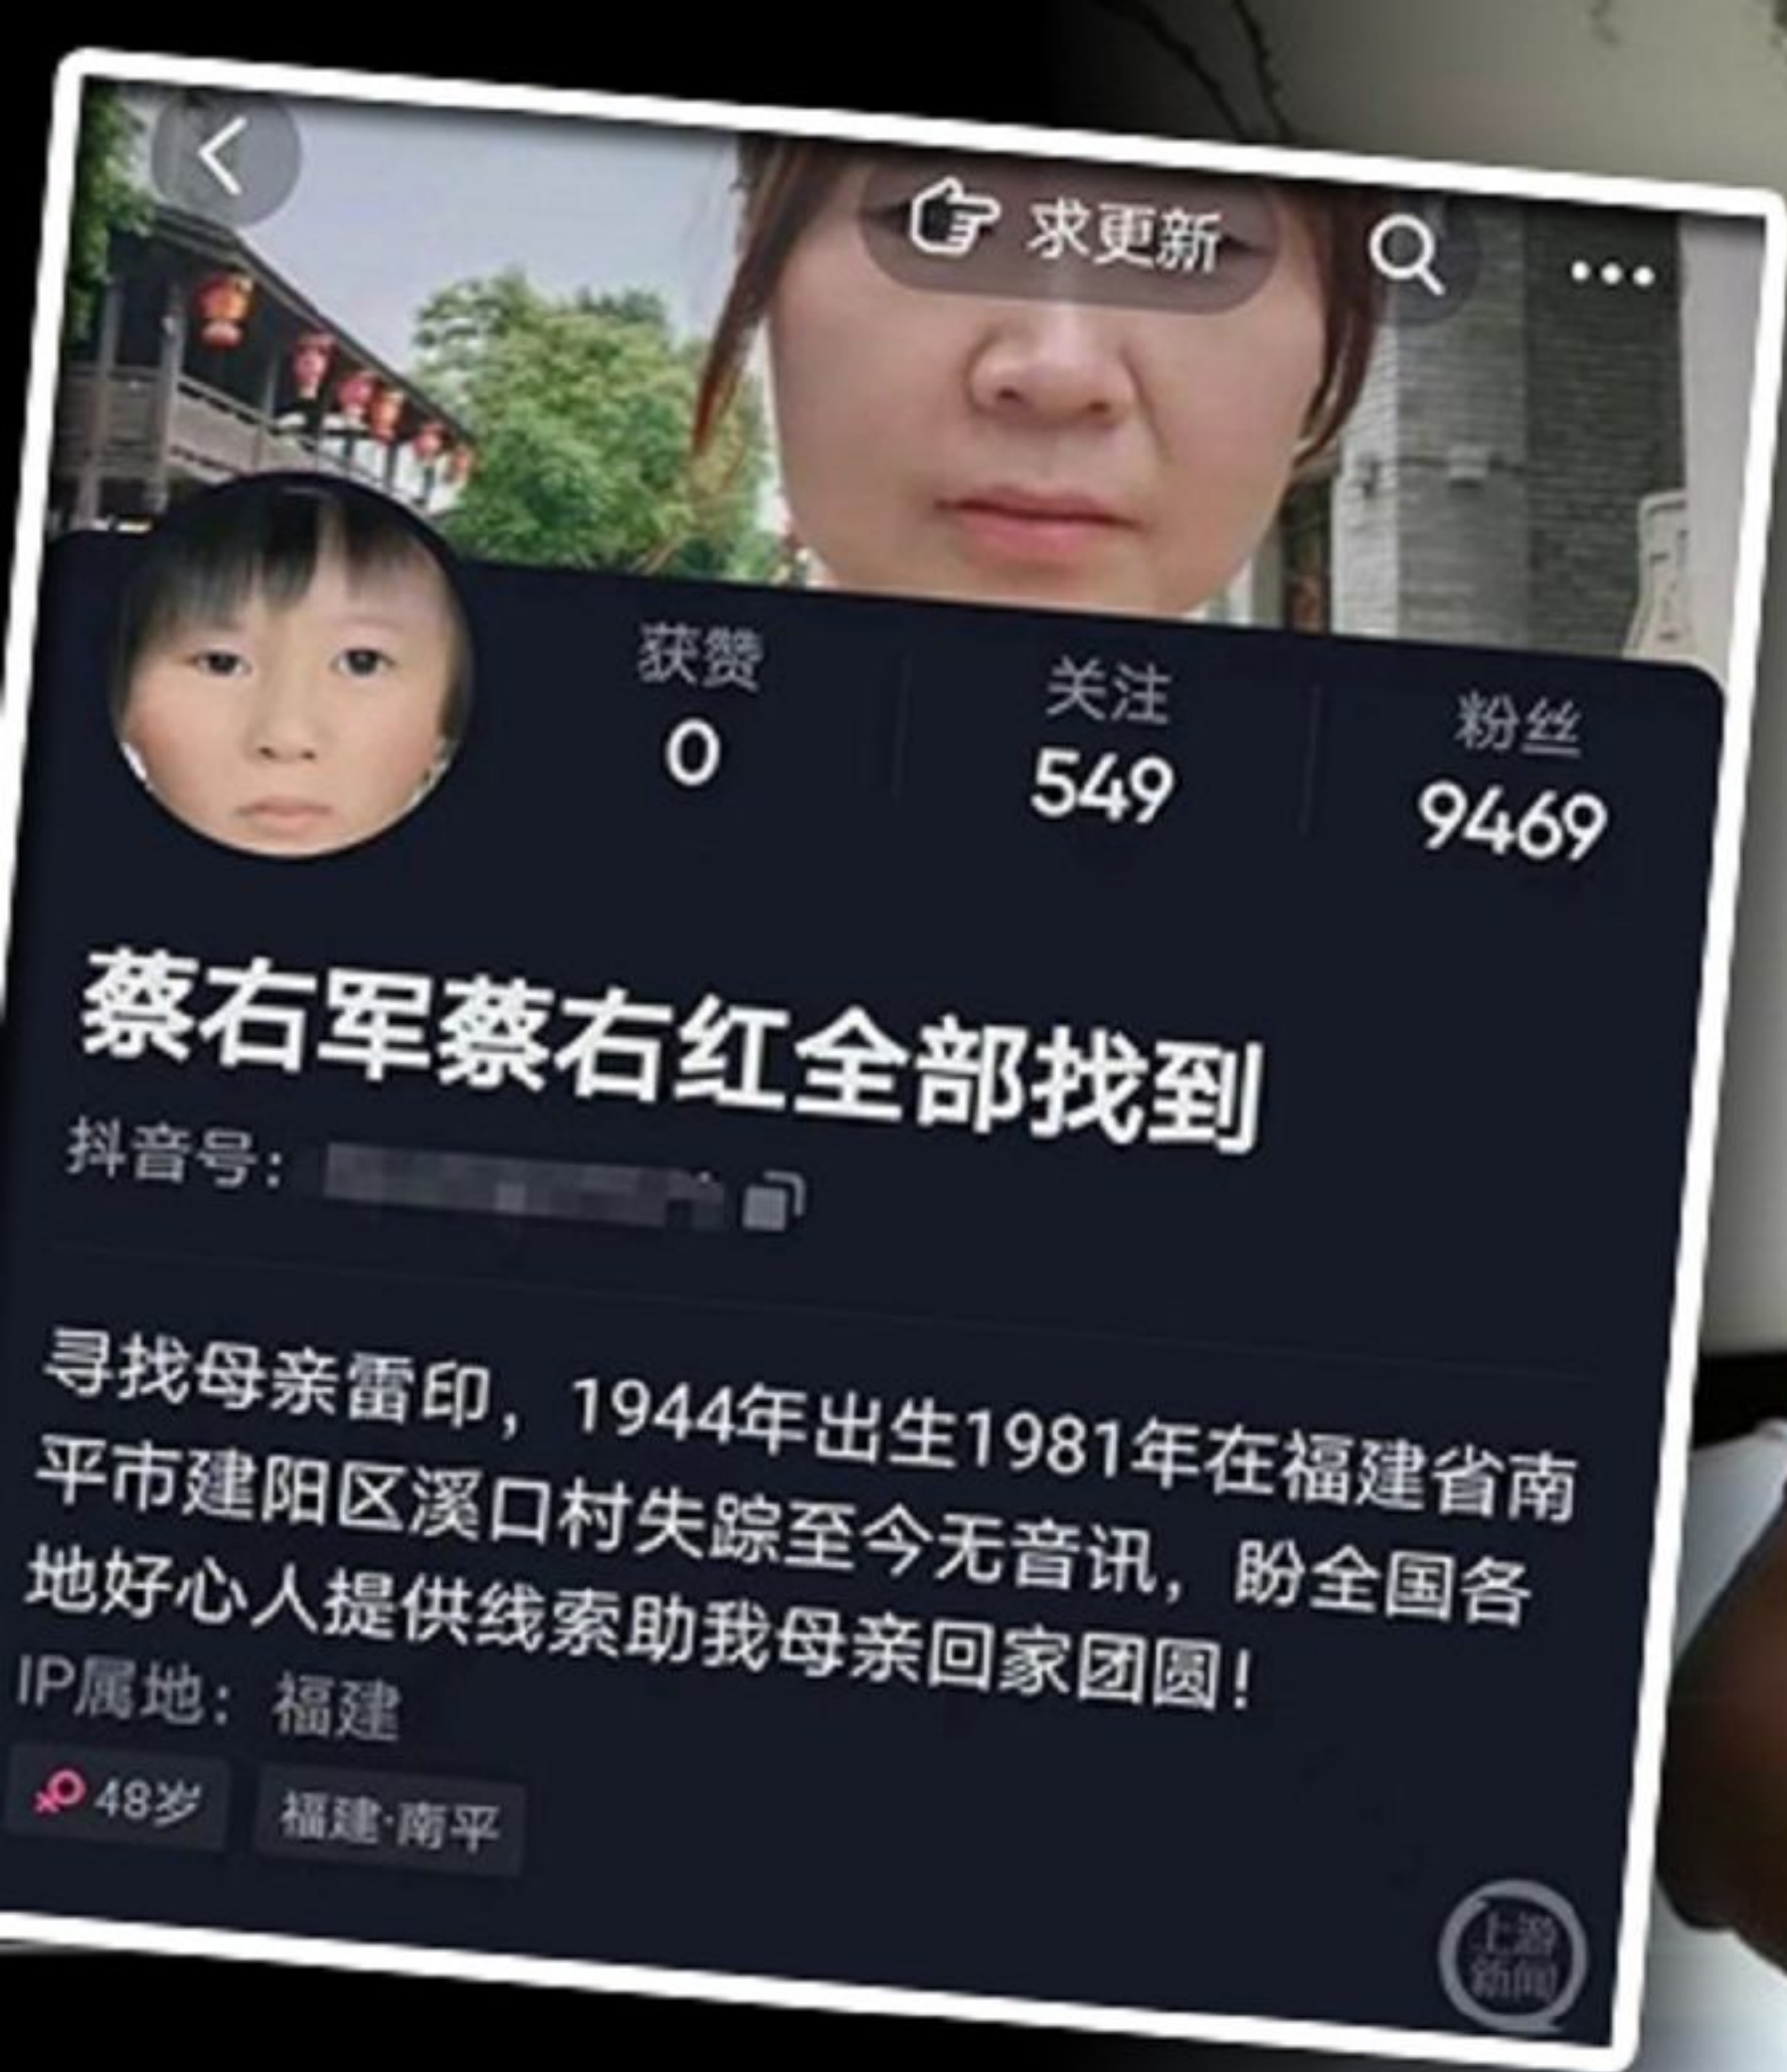 求更新
获赞 关注 粉丝
0 549 9469
蔡右军蔡右红全部找到
抖音号：
寻找母亲雷印，1944年出生1981年在福建省南
平市建阳区溪口村失踪至今无音讯，盼全国各
地好心人提供线索助我母亲回家团圆！
IP属地：福建
48岁 福建·南平
上游
新闻